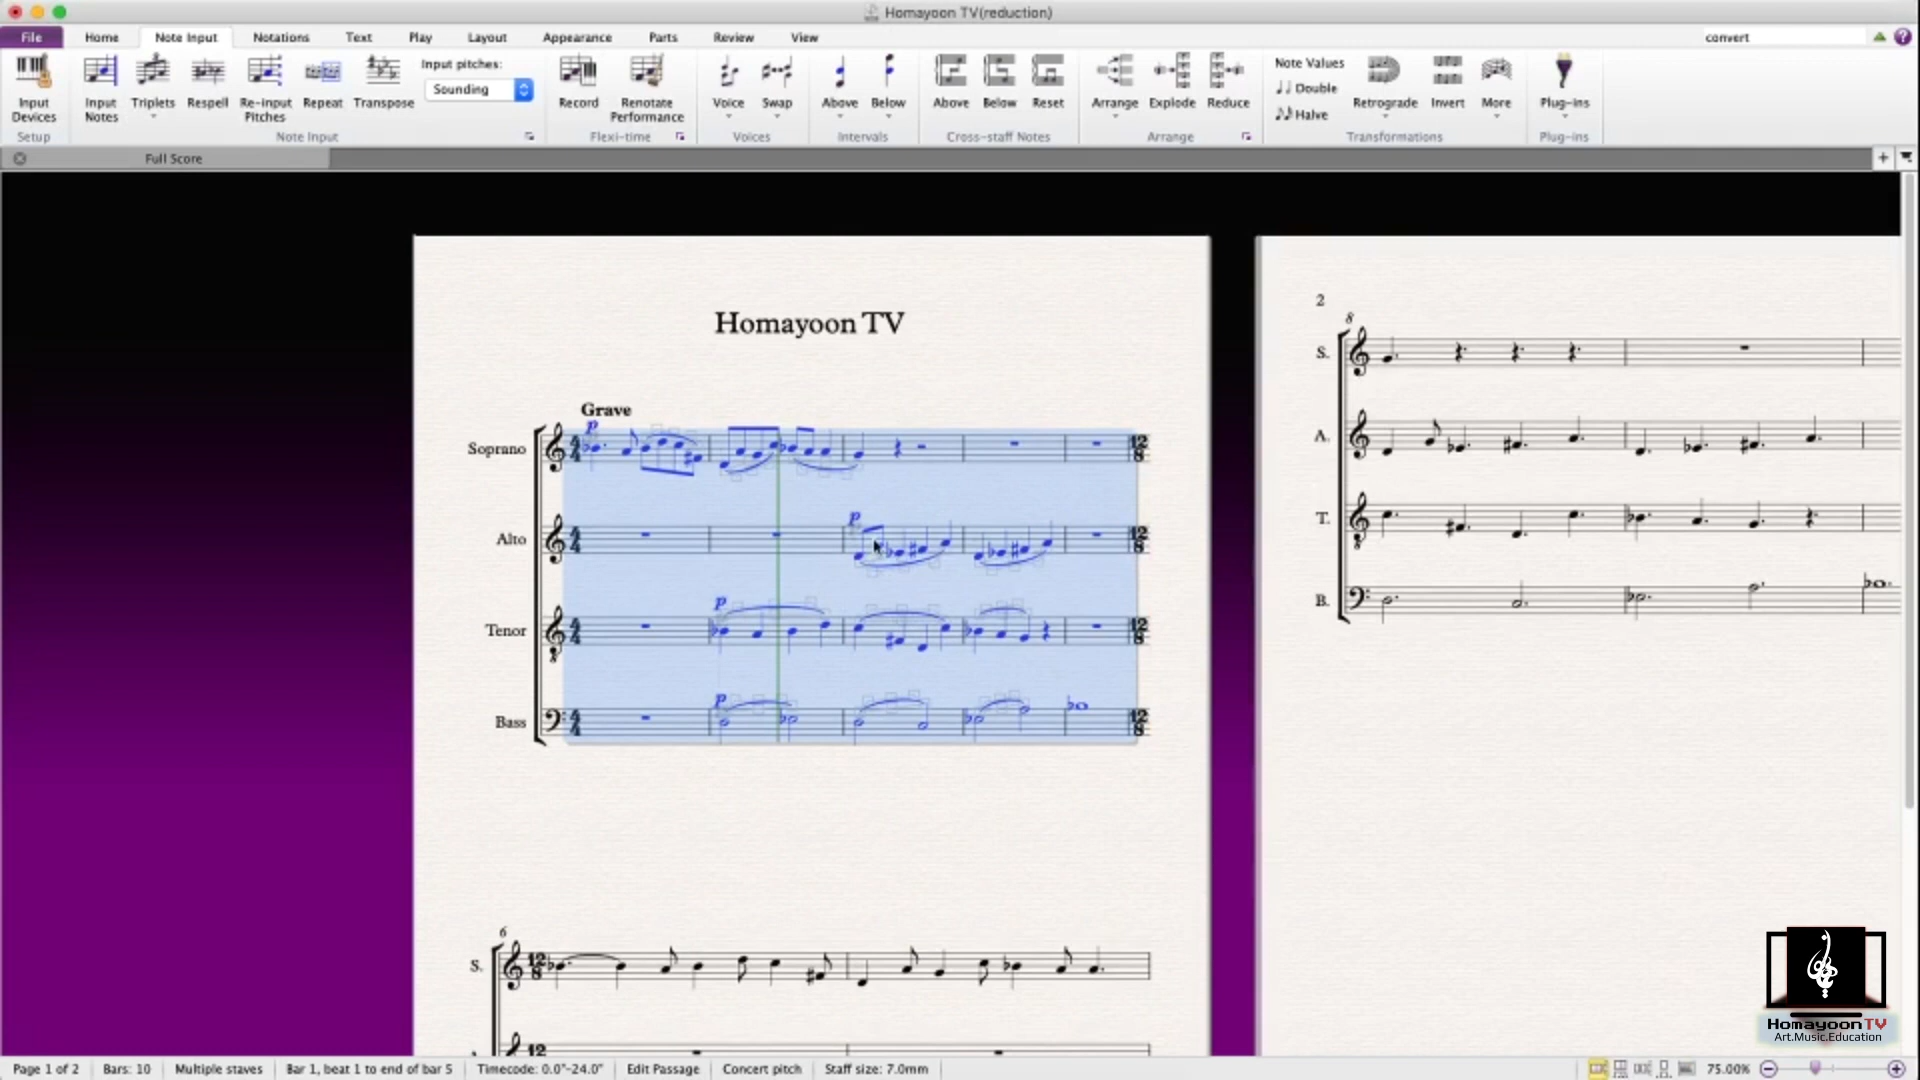 Homayoon TV(reduction)
File Home Note Input Notations Text Play Layout Appearance Parts Review View convert
Input pitches:
Sounding
Note Values
Double
Halve
Input Devices
Input Notes
Triplets
Respell
Re-input Pitches
Repeat
Transpose
Record
Renotate Performance
Voice
Swap
Above
Below
Above
Below
Reset
Arrange
Explode
Reduce
Retrograde
Invert
More
Plug-ins
Setup Note Input Flexi-time Voices Intervals Cross-staff Notes Arrange Transformations Plug-ins
Full Score
Homayoon TV
Grave
p
Soprano
p
Alto
p
Tenor
p
Bass
6
S.
2
8
S.
A.
T.
B.
HomayoonTV
Art.Music.Education
Page 1 of 2 Bars: 10 Multiple staves Bar 1, beat 1 to end of bar 5 Timecode: 0.0"-24.0" Edit Passage Concert pitch Staff size: 7.0mm 75.00%